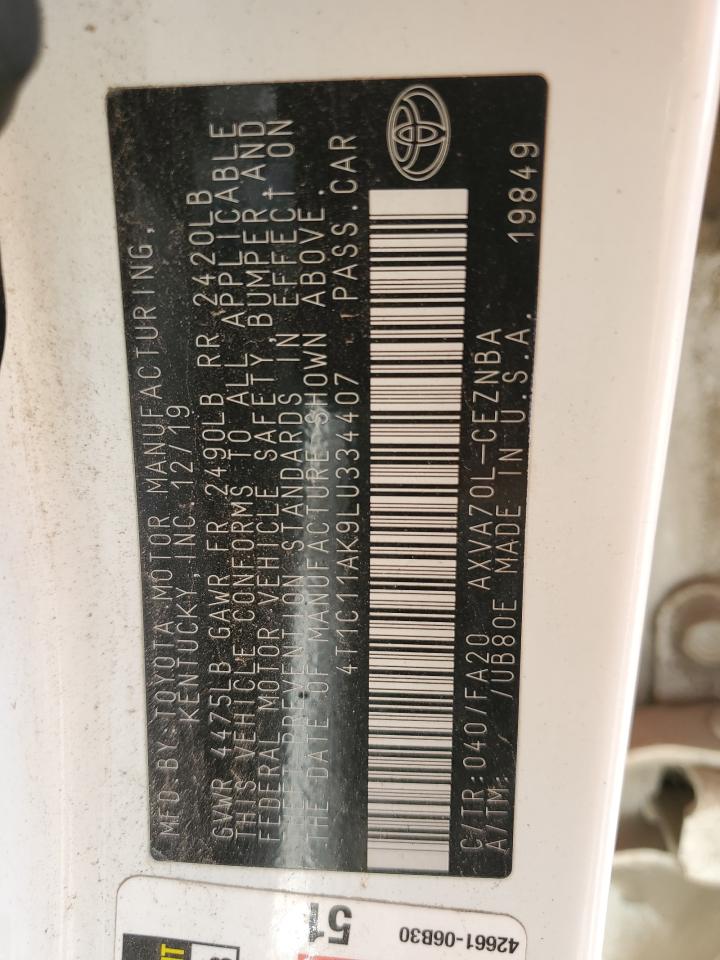 MFD BY: TOYOTA MOTOR MANUFACTURING,
KENTUCKY, INC 12/19
GVWR 4475LB GAWR FR 2490LB RR 2420LB
THIS VEHICLE CONFORMS TO ALL APPLICABLE
FEDERAL MOTOR VEHICLE SAFETY, BUMPER AND
THEFT PREVENTION STANDARDS IN EFFECT ON
THE DATE OF MANUFACTURE SHOWN ABOVE.
4T1C11AK9LU334407 PASS.CAR
C/TR:040/FA20 AXVA70L-CEZNBA
A/TM: /UB80E MADE IN U.S.A. 19849
51
42661-06B30